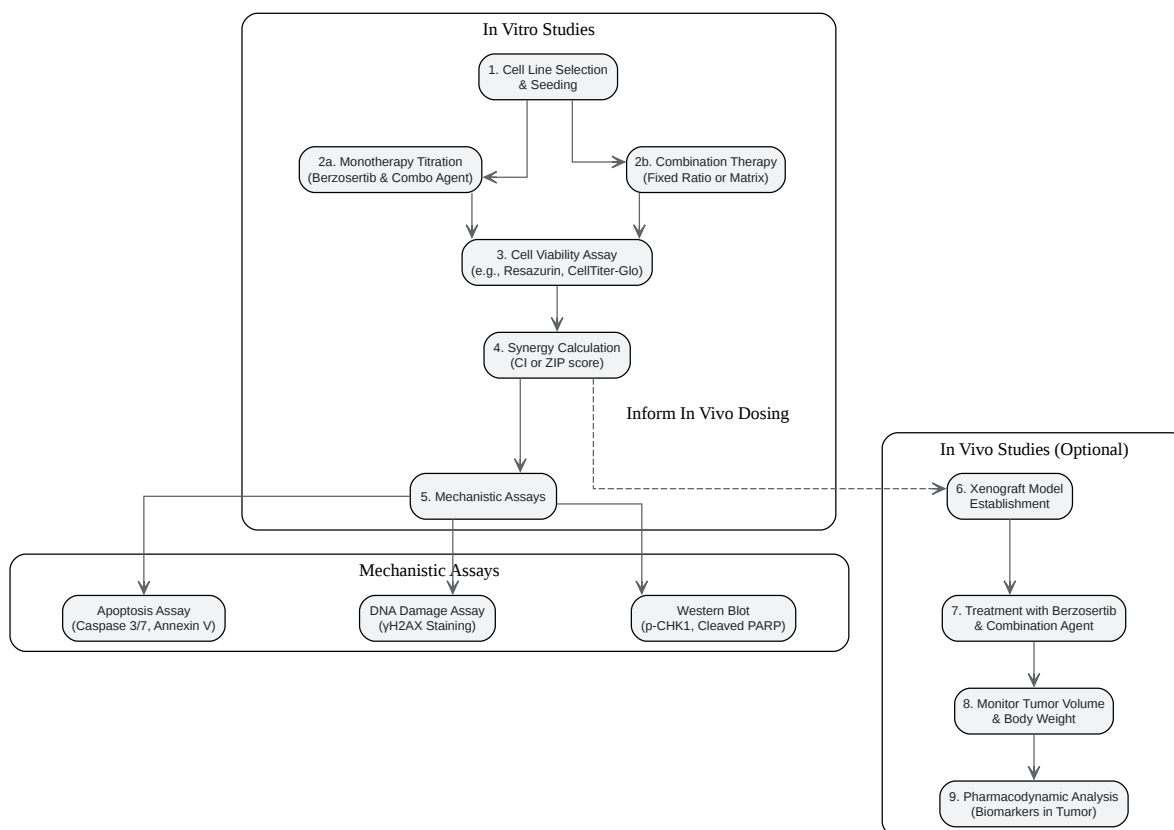 In Vitro Studies
1. Cell Line Selection
& Seeding
2a. Monotherapy Titration
(Berzosertib & Combo Agent)
2b. Combination Therapy
(Fixed Ratio or Matrix)
3. Cell Viability Assay
(e.g., Resazurin, CellTiter-Glo)
4. Synergy Calculation
(CI or ZIP score)
Inform In Vivo Dosing
5. Mechanistic Assays
Mechanistic Assays
Apoptosis Assay
(Caspase 3/7, Annexin V)
DNA Damage Assay
(γH2AX Staining)
Western Blot
(p-CHK1, Cleaved PARP)
In Vivo Studies (Optional)
6. Xenograft Model
Establishment
7. Treatment with Berzosertib
& Combination Agent
8. Monitor Tumor Volume
& Body Weight
9. Pharmacodynamic Analysis
(Biomarkers in Tumor)